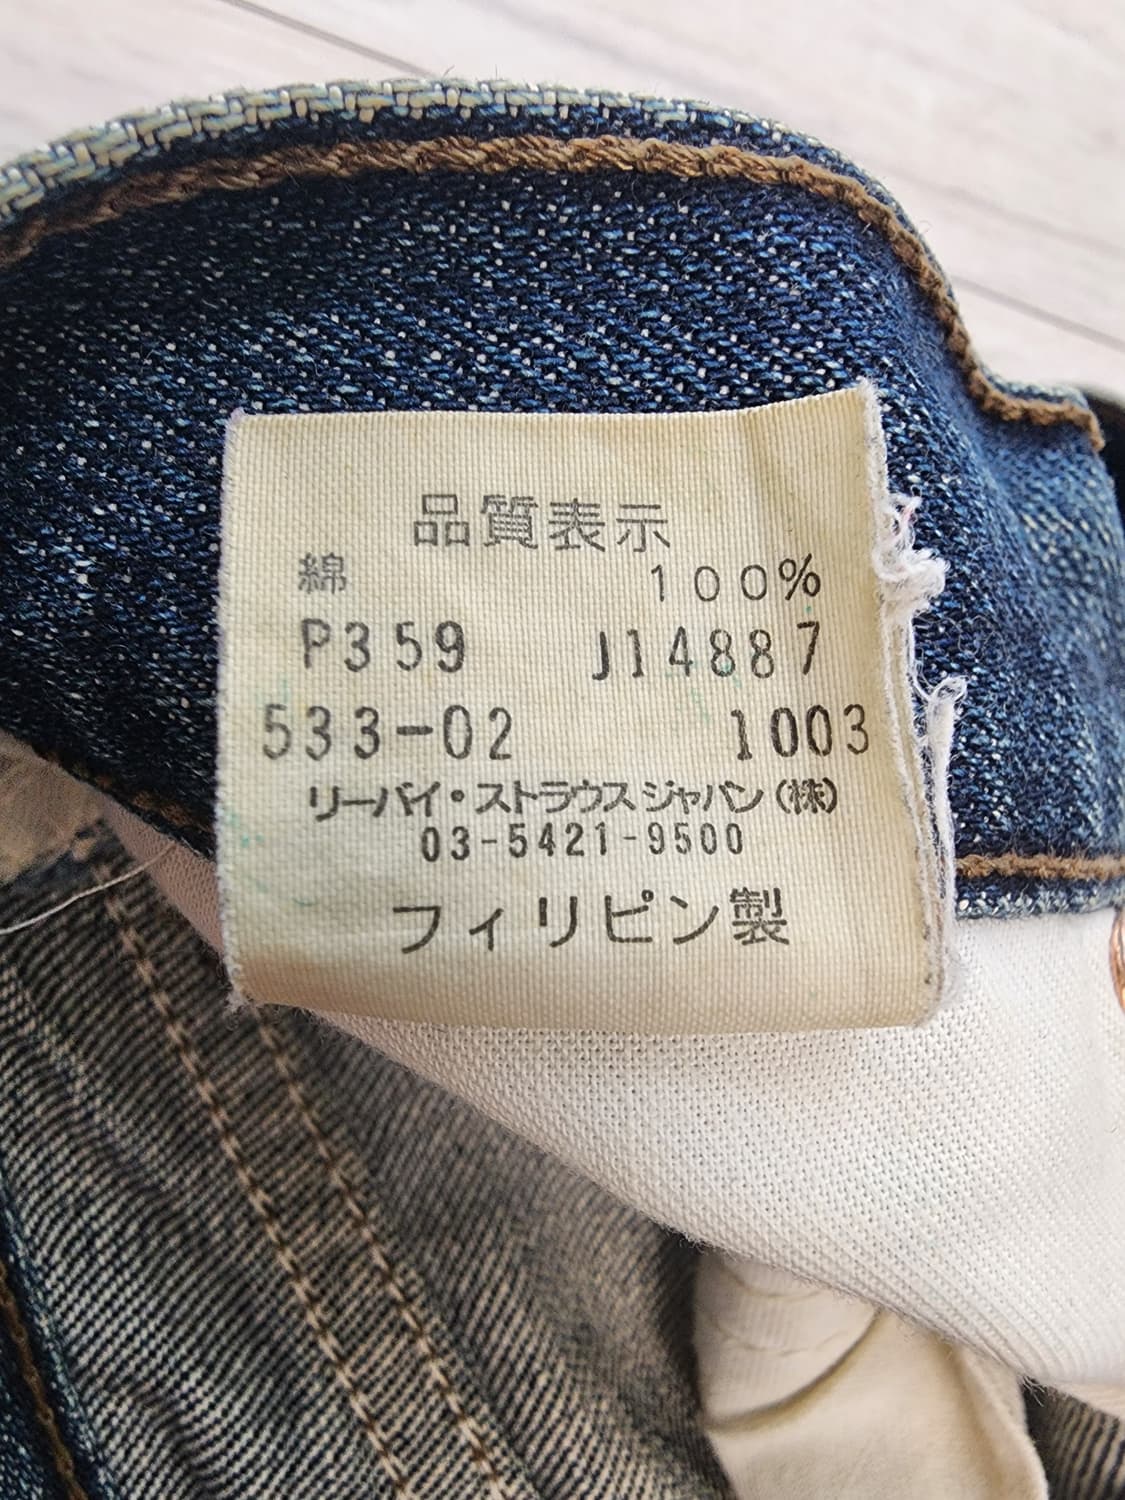 品質表示
綿 100%
P359 J14887
533-02 1003
リーバイ・ストラウスジャパン(株)
03-5421-9500
フィリピン製